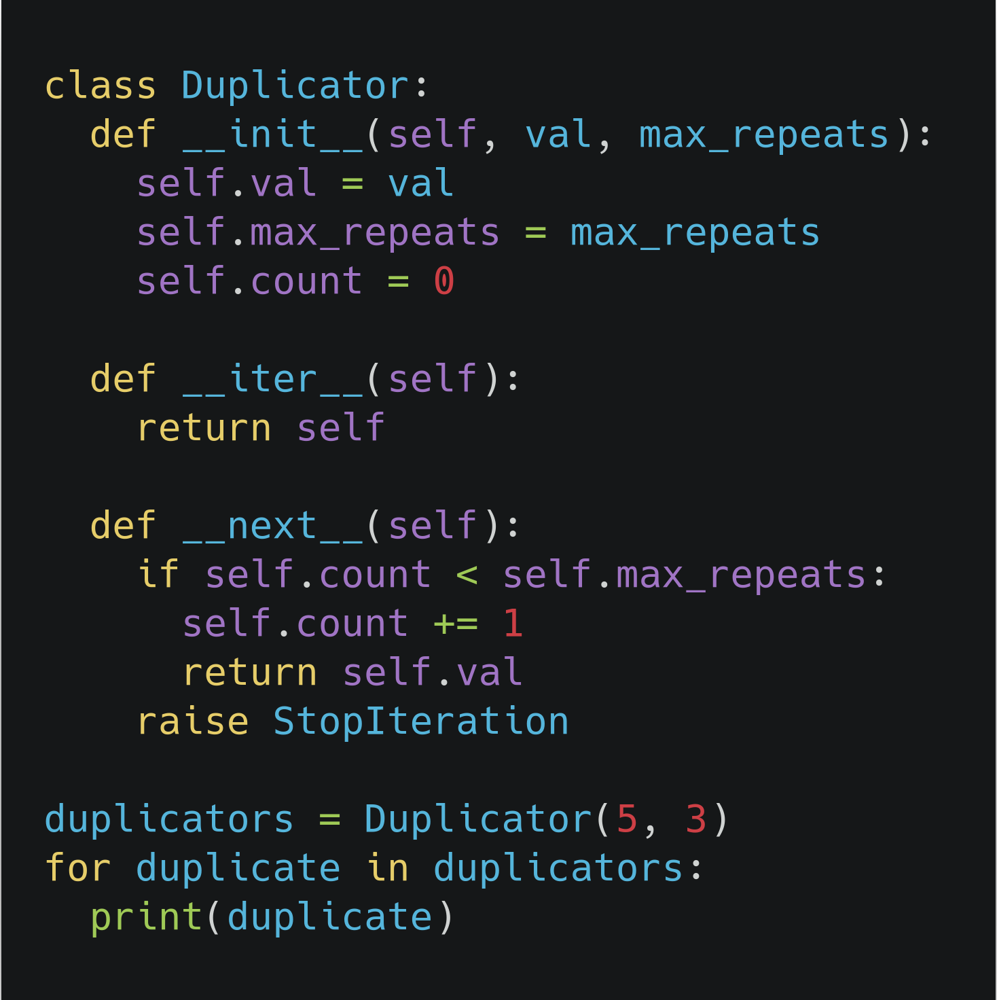 class Duplicator:
  def __init__(self, val, max_repeats):
    self.val = val
    self.max_repeats = max_repeats
    self.count = 0

  def __iter__(self):
    return self

  def __next__(self):
    if self.count < self.max_repeats:
      self.count += 1
      return self.val
    raise StopIteration

duplicators = Duplicator(5, 3)
for duplicate in duplicators:
  print(duplicate)